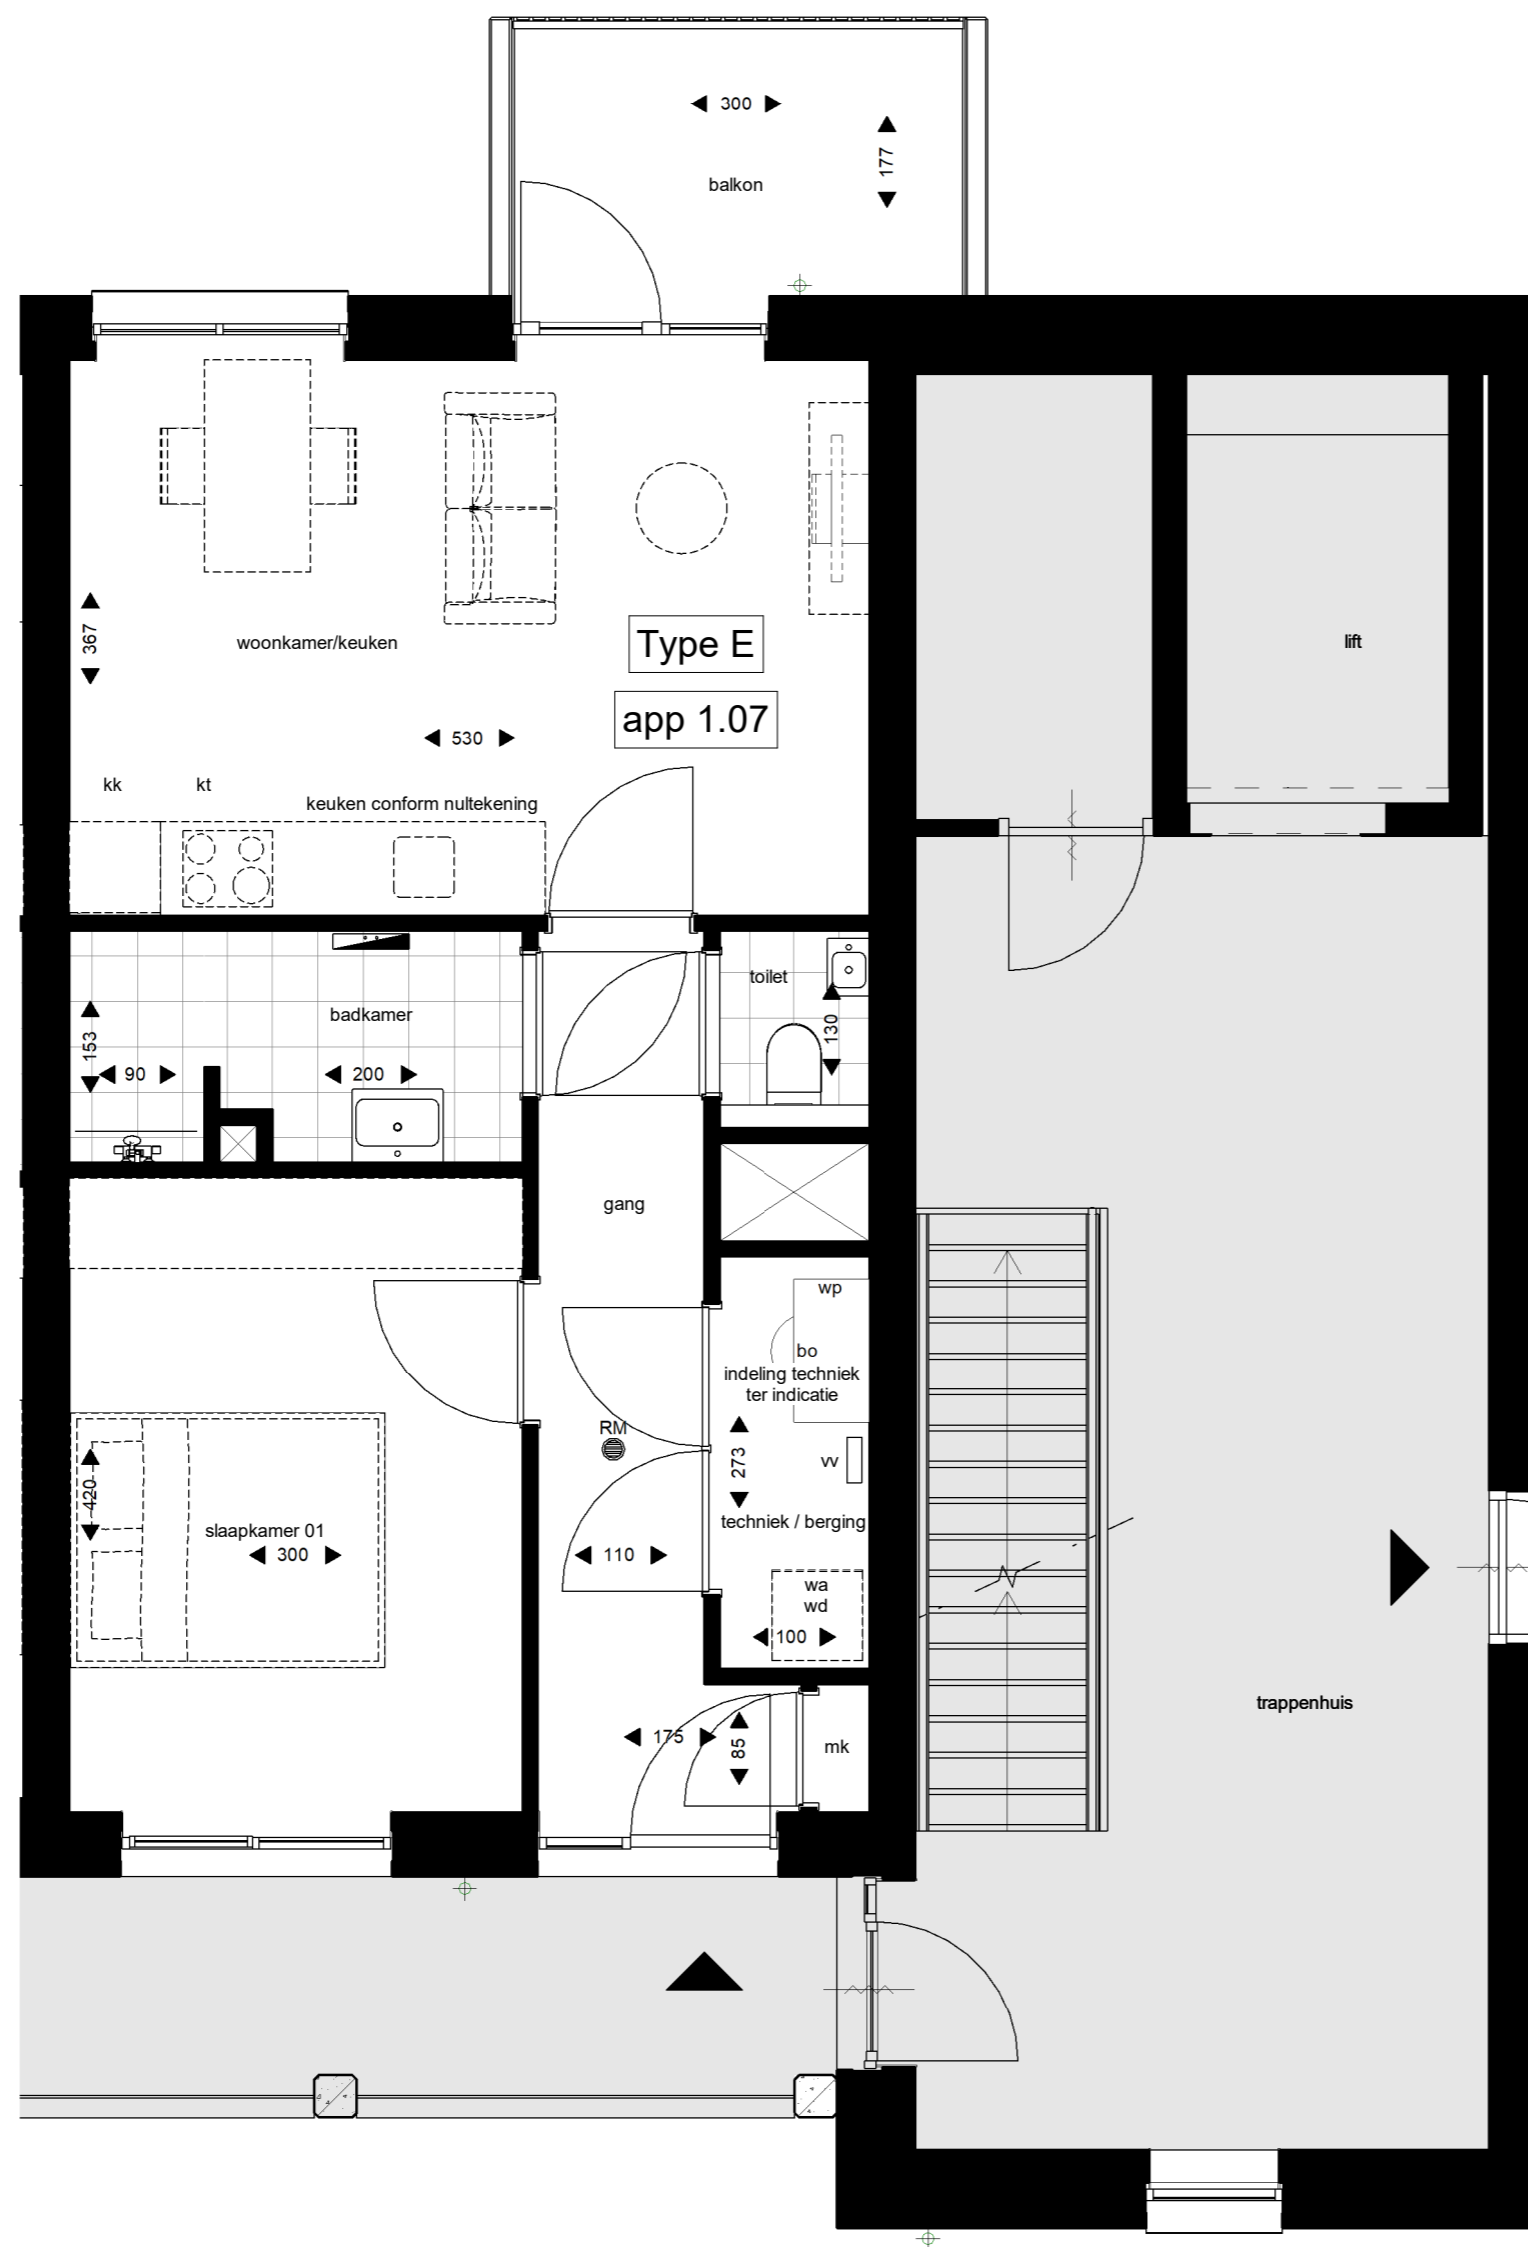 300
177
balkon
367
woonkamer/keuken
Type E
lift
app 1.07
530
kk
kt
keuken conform nultekening
toilet
badkamer
130
153
90
200
gang
wp
bo
indeling techniek
ter indicatie
RM
273
vv
420
techniek / berging
slaapkamer 01
300
110
wa
wd
100
trappenhuis
175
85
mk